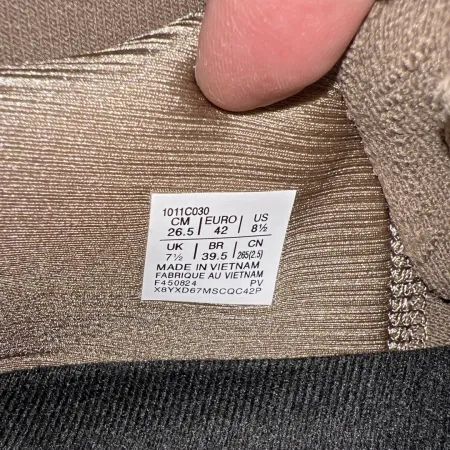 1011C030
CM EURO US
26.5 42 8½
UK BR CN
7½ 39.5 265(2.5)
MADE IN VIETNAM
FABRIQUE AU VIETNAM
F450824 PV
X8YXD67MSCQC42P